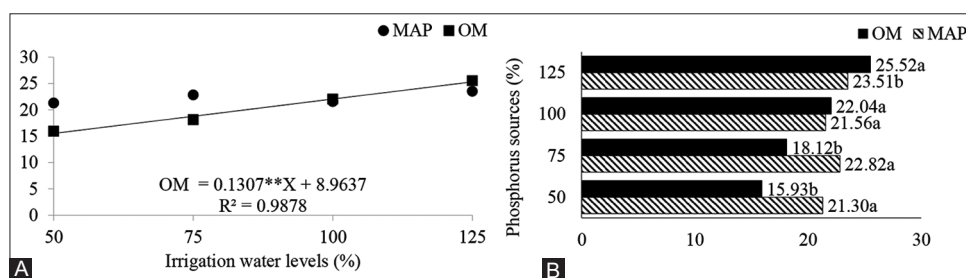 MAP OM
30
25
20
15
10
5
0
OM = 0.1307**X + 8.9637
R² = 0.9878
50 75 100 125
Irrigation water levels (%)
A
OM MAP
Phosphorus sources (%)
125
25.52a
23.51b
100
22.04a
21.56a
75
18.12b
22.82a
50
15.93b
21.30a
0 10 20 30
B